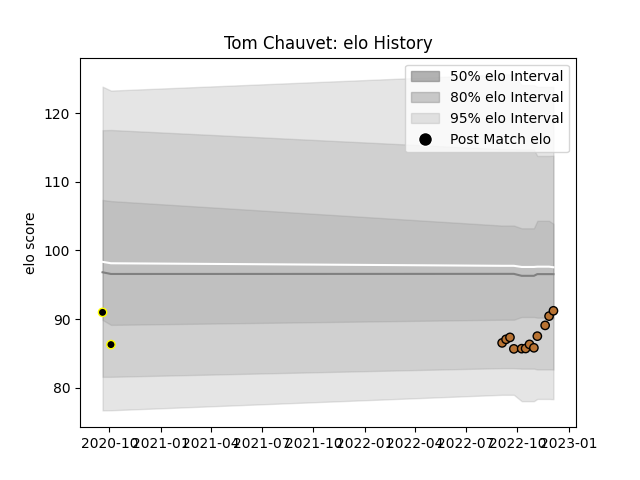 Tom Chauvet: elo History
50% elo Interval
80% elo Interval
95% elo Interval
Post Match elo
elo score
120
110
100
90
80
2020-10 2021-01 2021-04 2021-07 2021-10 2022-01 2022-04 2022-07 2022-10 2023-01